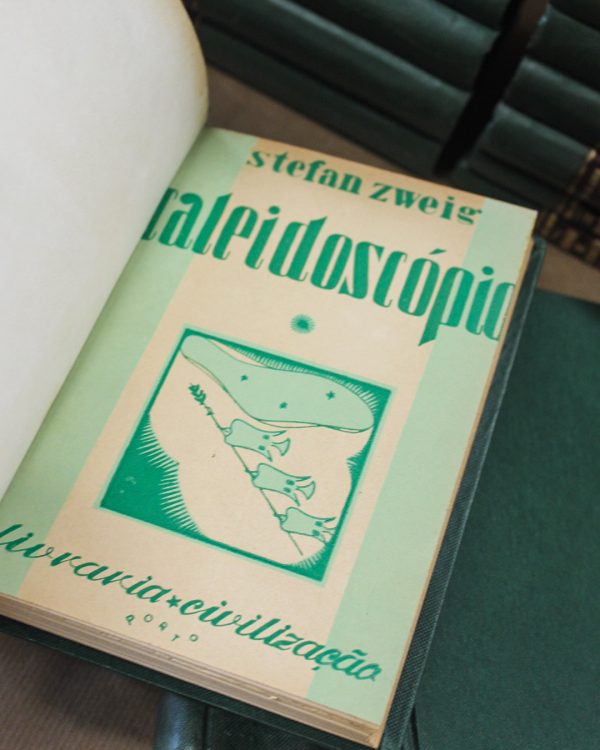 stefan zweig
caleidoscópio
livraria*civilização
PORTO